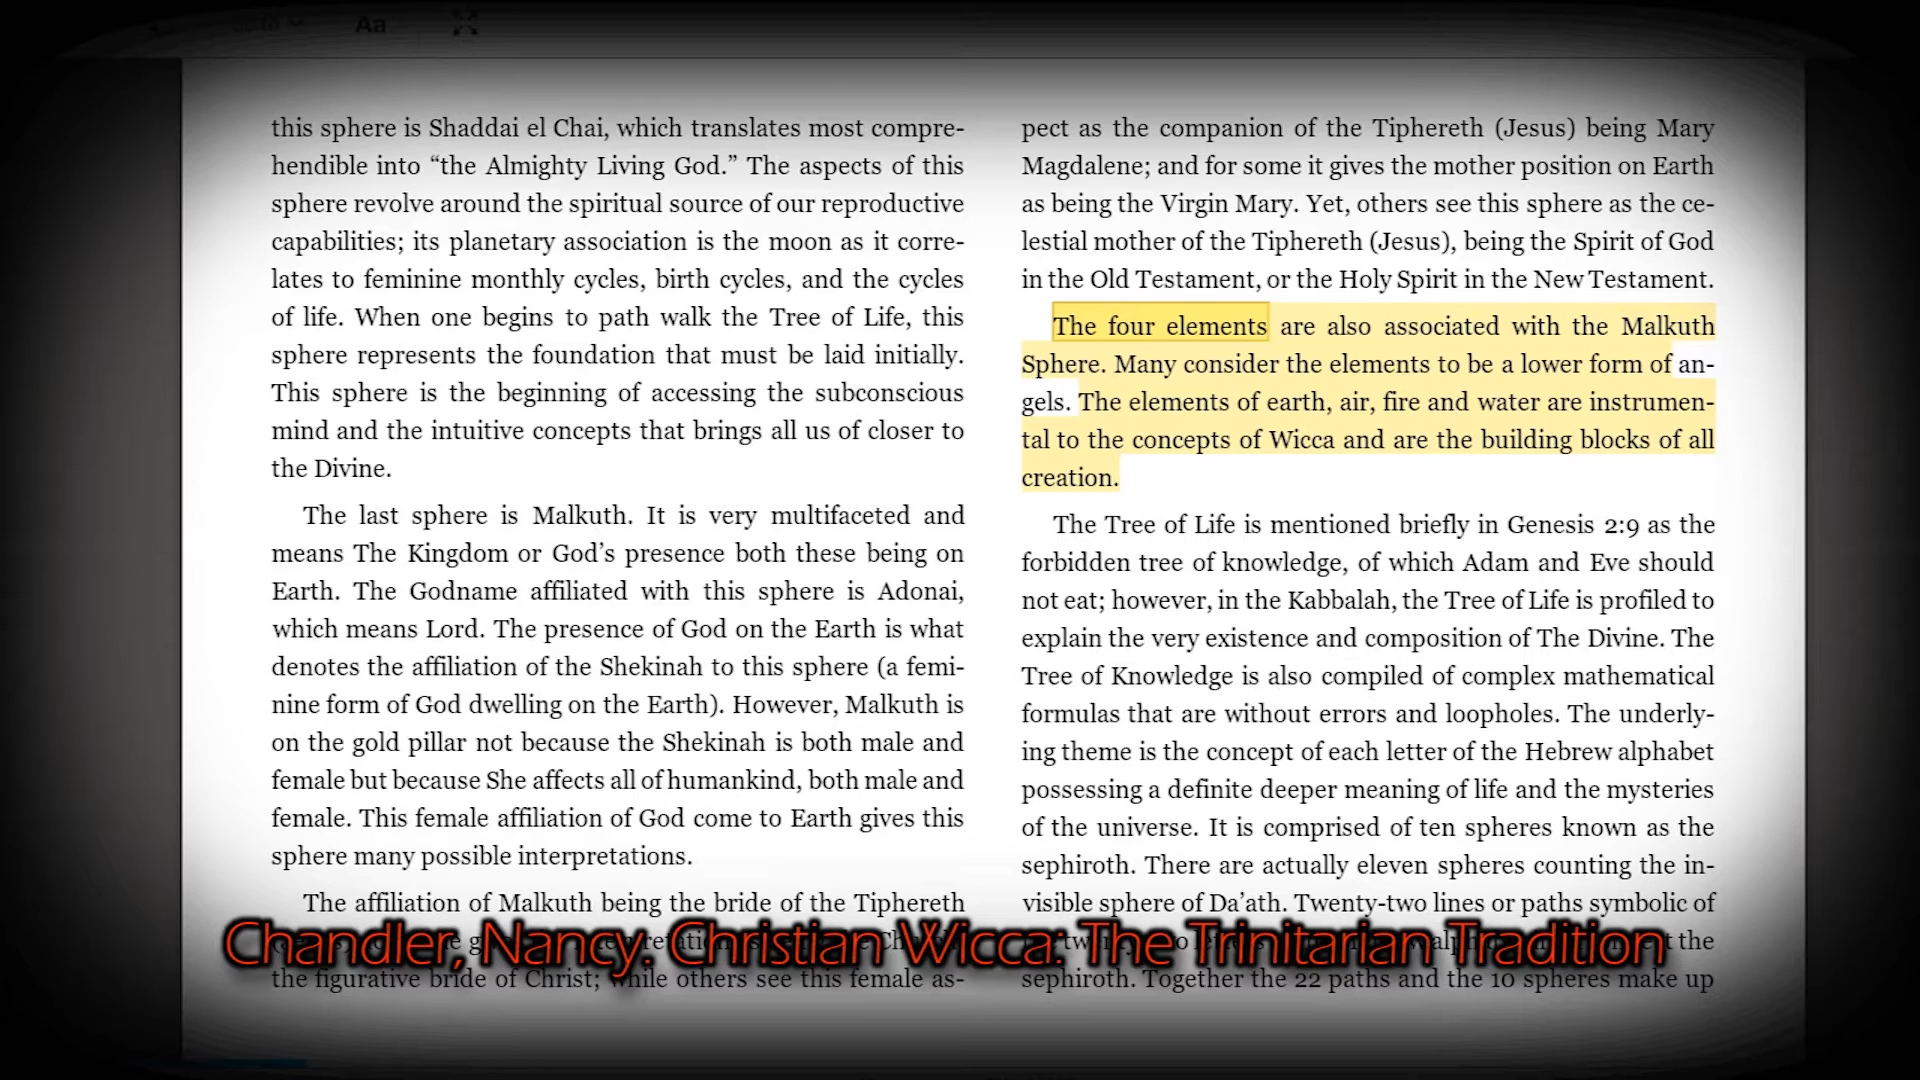 Aa
this sphere is Shaddai el Chai, which translates most compre-
hendible into “the Almighty Living God.” The aspects of this
sphere revolve around the spiritual source of our reproductive
capabilities; its planetary association is the moon as it corre-
lates to feminine monthly cycles, birth cycles, and the cycles
of life. When one begins to path walk the Tree of Life, this
sphere represents the foundation that must be laid initially.
This sphere is the beginning of accessing the subconscious
mind and the intuitive concepts that brings all us of closer to
the Divine.
The last sphere is Malkuth. It is very multifaceted and
means The Kingdom or God’s presence both these being on
Earth. The Godname affiliated with this sphere is Adonai,
which means Lord. The presence of God on the Earth is what
denotes the affiliation of the Shekinah to this sphere (a femi-
nine form of God dwelling on the Earth). However, Malkuth is
on the gold pillar not because the Shekinah is both male and
female but because She affects all of humankind, both male and
female. This female affiliation of God come to Earth gives this
sphere many possible interpretations.
The affiliation of Malkuth being the bride of the Tiphereth
the figurative bride of Christ; while others see this female as-
pect as the companion of the Tiphereth (Jesus) being Mary
Magdalene; and for some it gives the mother position on Earth
as being the Virgin Mary. Yet, others see this sphere as the ce-
lestial mother of the Tiphereth (Jesus), being the Spirit of God
in the Old Testament, or the Holy Spirit in the New Testament.
The four elements are also associated with the Malkuth
Sphere. Many consider the elements to be a lower form of an-
gels. The elements of earth, air, fire and water are instrumen-
tal to the concepts of Wicca and are the building blocks of all
creation.
The Tree of Life is mentioned briefly in Genesis 2:9 as the
forbidden tree of knowledge, of which Adam and Eve should
not eat; however, in the Kabbalah, the Tree of Life is profiled to
explain the very existence and composition of The Divine. The
Tree of Knowledge is also compiled of complex mathematical
formulas that are without errors and loopholes. The underly-
ing theme is the concept of each letter of the Hebrew alphabet
possessing a definite deeper meaning of life and the mysteries
of the universe. It is comprised of ten spheres known as the
sephiroth. There are actually eleven spheres counting the in-
visible sphere of Da’ath. Twenty-two lines or paths symbolic of
the
sephiroth. Together the 22 paths and the 10 spheres make up
Chandler, Nancy. Christian Wicca: The Trinitarian Tradition